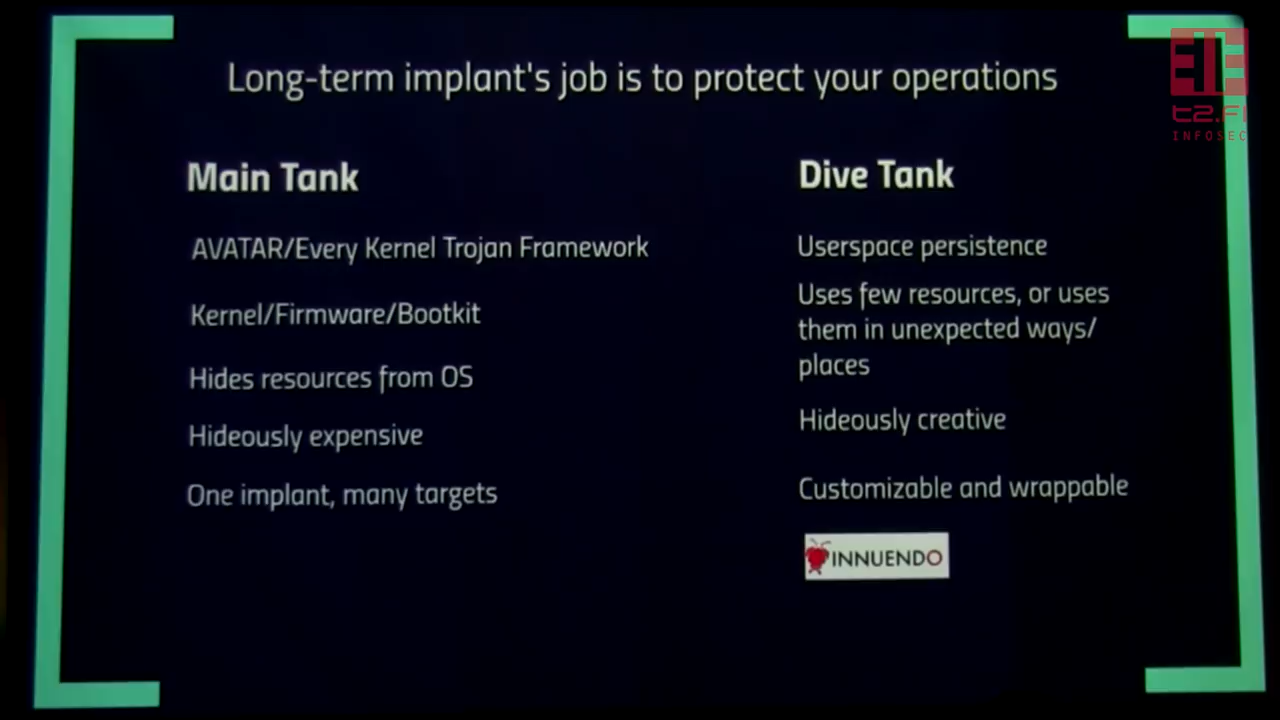 Long-term implant's job is to protect your operations
Main Tank
AVATAR/Every Kernel Trojan Framework
Kernel/Firmware/Bootkit
Hides resources from OS
Hideously expensive
One implant, many targets
Dive Tank
Userspace persistence
Uses few resources, or uses
them in unexpected ways/
places
Hideously creative
Customizable and wrappable
INNUENDO
t2.fi
INFOSEC